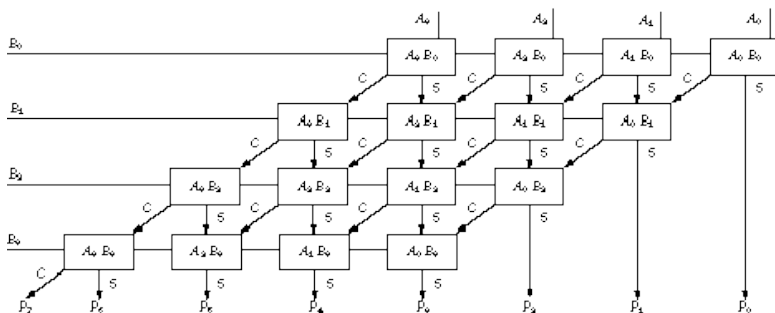 A₃ A₂ A₁ A₀
B₀ A₃ B₀ A₂ B₀ A₁ B₀ A₀ B₀
C S C S C S C S
B₁ A₃ B₁ A₂ B₁ A₁ B₁ A₀ B₁
C S C S C S C S
B₂ A₃ B₂ A₂ B₂ A₁ B₂ A₀ B₂
C S C S C S C S
B₃ A₃ B₃ A₂ B₃ A₁ B₃ A₀ B₃
C S S S S
P₇ P₆ P₅ P₄ P₃ P₂ P₁ P₀